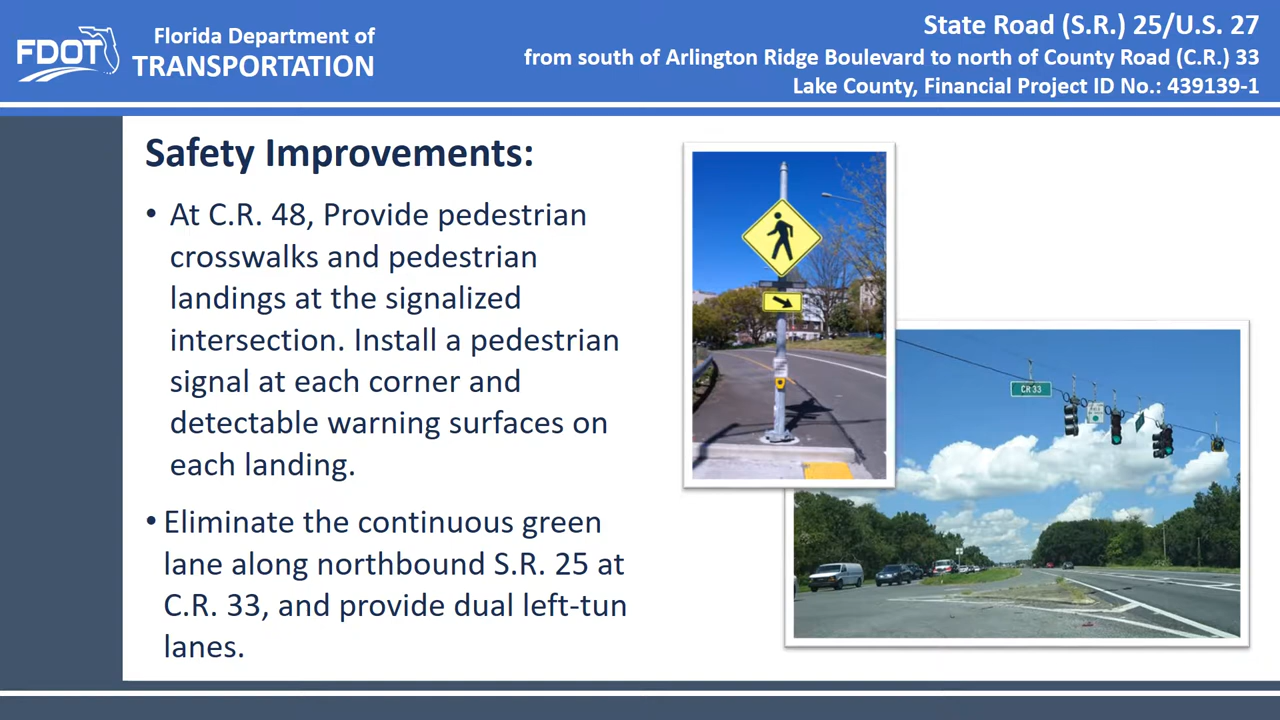 FDOT
Florida Department of
TRANSPORTATION
State Road (S.R.) 25/U.S. 27
from south of Arlington Ridge Boulevard to north of County Road (C.R.) 33
Lake County, Financial Project ID No.: 439139-1
Safety Improvements:
• At C.R. 48, Provide pedestrian
crosswalks and pedestrian
landings at the signalized
intersection. Install a pedestrian
signal at each corner and
detectable warning surfaces on
each landing.
• Eliminate the continuous green
lane along northbound S.R. 25 at
C.R. 33, and provide dual left-tun
lanes.
CR 33